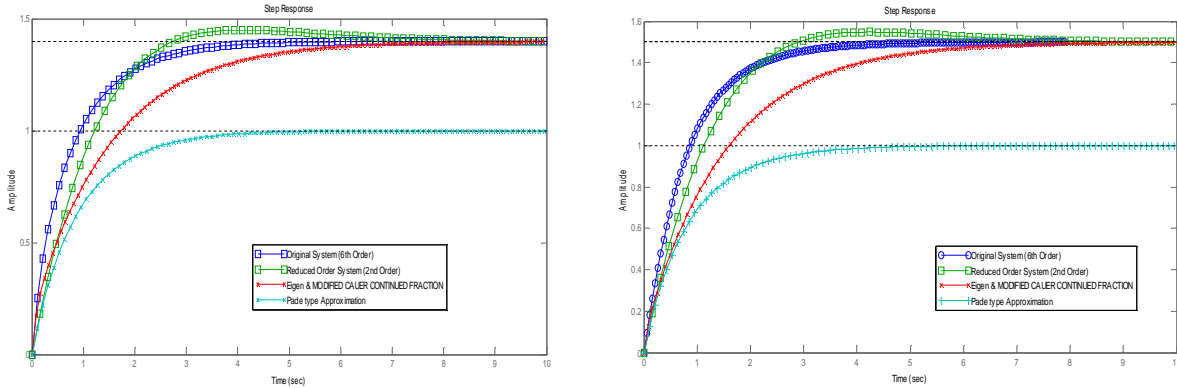 Step Response
1.5
1
0.5
0
Amplitude
0 1 2 3 4 5 6 7 8 9 10
Time (sec)
Original System (6th Order)
Reduced Order System (2nd Order)
Eigen & MODIFIED CAUER CONTINUED FRACTION
Pade type Approximation
Step Response
1.6
1.4
1.2
1
0.8
0.6
0.4
0.2
0
Amplitude
0 1 2 3 4 5 6 7 8 9 1
Time (sec)
Original System (6th Order)
Reduced Order System (2nd Order)
Eigen & MODIFIED CAUER CONTINUED FRACTION
Pade type Approximation